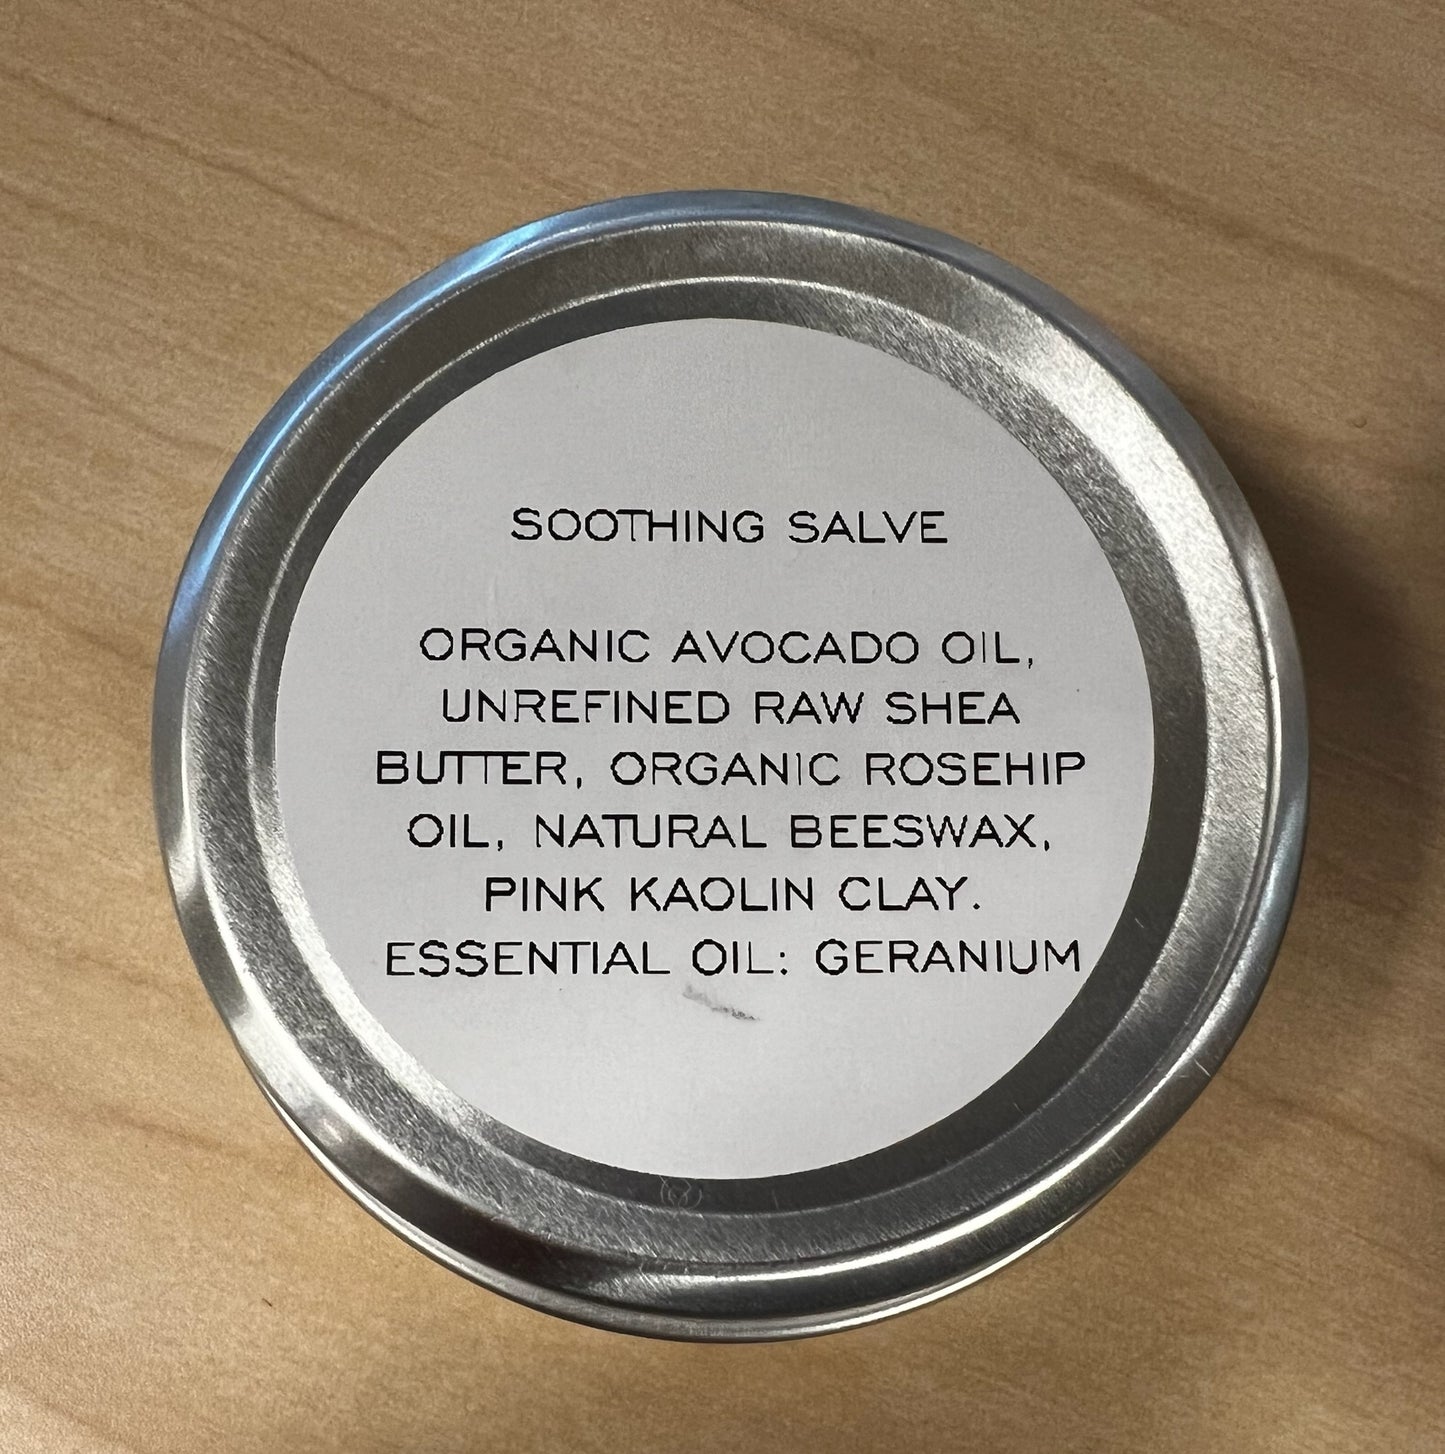 SOOTHING SALVE
ORGANIC AVOCADO OIL,
UNREFINED RAW SHEA
BUTTER, ORGANIC ROSEHIP
OIL, NATURAL BEESWAX,
PINK KAOLIN CLAY.
ESSENTIAL OIL: GERANIUM